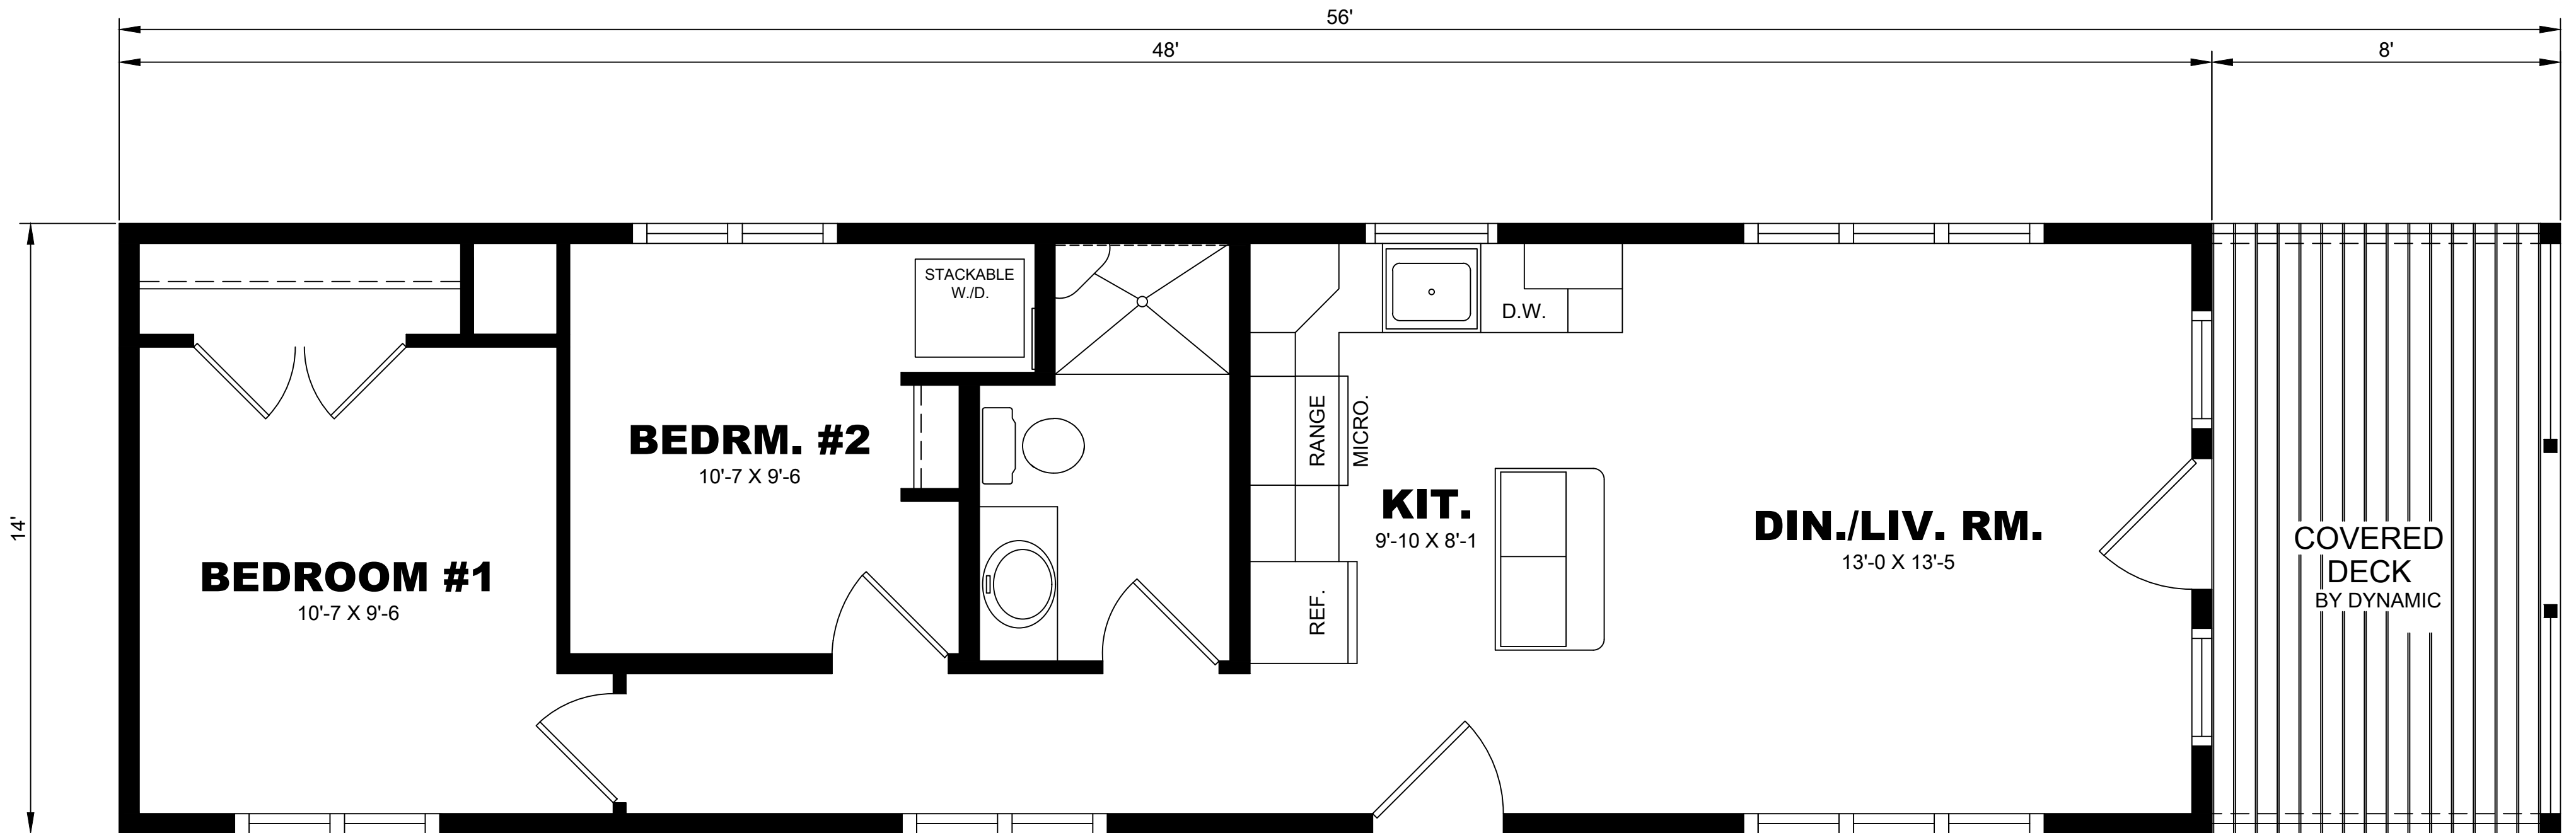 56'
48'
8'
14'
STACKABLE
W./D.
D.W.
RANGE
MICRO.
REF.
BEDRM. #2
10'-7 X 9'-6
BEDROOM #1
10'-7 X 9'-6
KIT.
9'-10 X 8'-1
DIN./LIV. RM.
13'-0 X 13'-5
COVERED
DECK
BY DYNAMIC